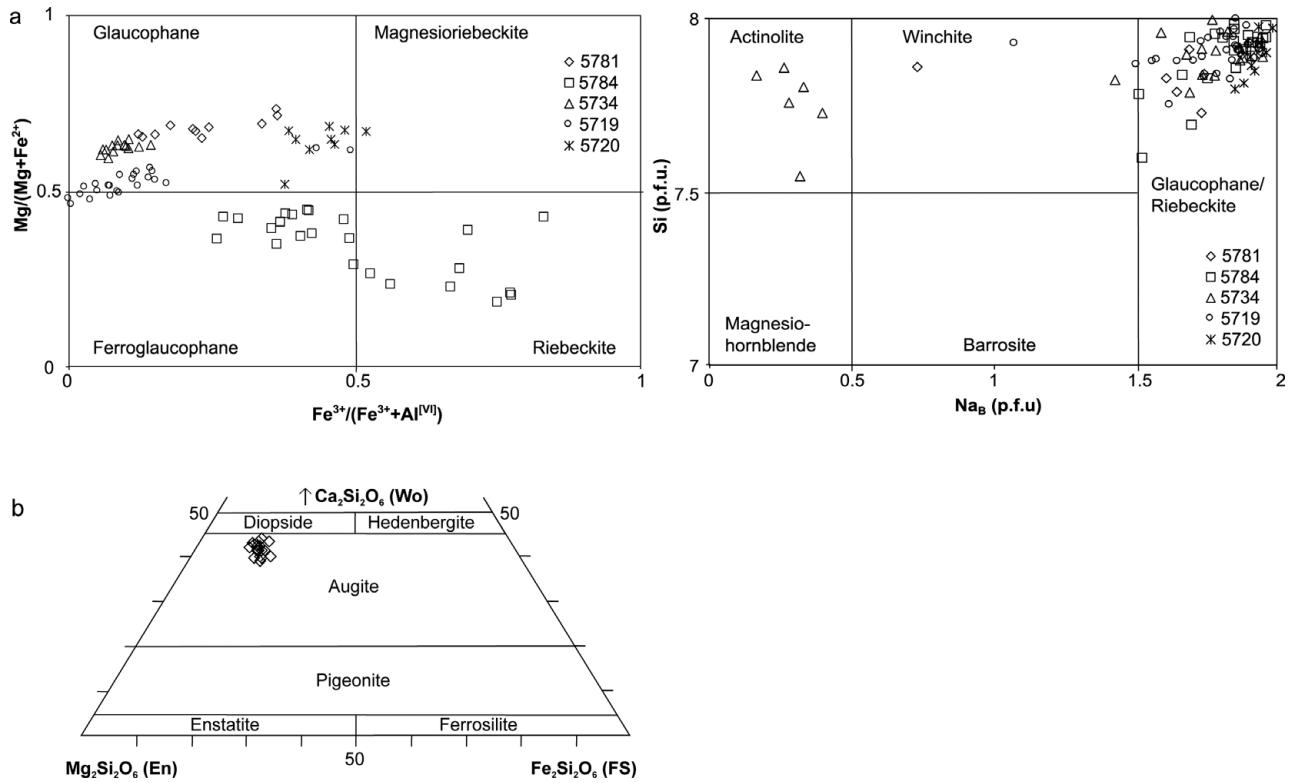 a
1
Glaucophane
Magnesioriebeckite
5781
5784
5734
5719
5720
Mg/(Mg+Fe²⁺)
0.5
Ferroglaucophane
Riebeckite
0
0
0.5
1
Fe³⁺/(Fe³⁺+Al[VI])
8
Actinolite
Winchite
Si (p.f.u.)
7.5
Glaucophane/
Riebeckite
5781
5784
5734
5719
5720
Magnesio-
hornblende
Barrosite
7
0
0.5
1
1.5
2
Na_B (p.f.u)
b
↑ Ca₂Si₂O₆ (Wo)
50
50
Diopside
Hedenbergite
Augite
Pigeonite
Enstatite
Ferrosilite
50
Mg₂Si₂O₆ (En)
Fe₂Si₂O₆ (FS)